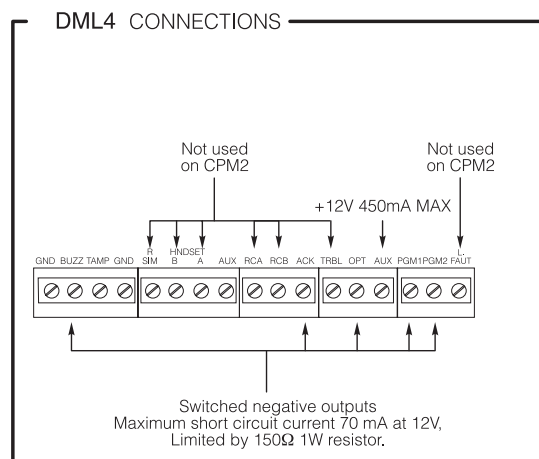 DML4 CONNECTIONS
Not used
on CPM2
Not used
on CPM2
+12V 450mA MAX
R HNDSET L.
GND BUZZ TAMP GND SIM B A AUX RCA RCB ACK TRBL OPT AUX PGM1 PGM2 FAUT
Switched negative outputs
Maximum short circuit current 70 mA at 12V,
Limited by 150Ω 1W resistor.